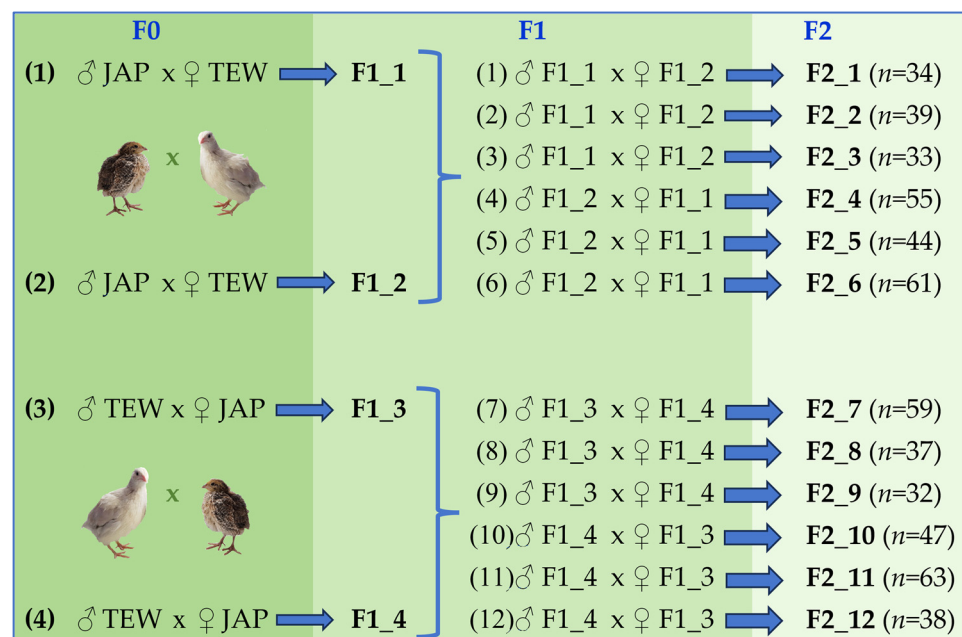 F0 F1 F2
(1) ♂ JAP x ♀ TEW F1_1 (1) ♂ F1_1 x ♀ F1_2 F2_1 (n=34)
(2) ♂ F1_1 x ♀ F1_2 F2_2 (n=39)
x (3) ♂ F1_1 x ♀ F1_2 F2_3 (n=33)
(4) ♂ F1_2 x ♀ F1_1 F2_4 (n=55)
(5) ♂ F1_2 x ♀ F1_1 F2_5 (n=44)
(2) ♂ JAP x ♀ TEW F1_2 (6) ♂ F1_2 x ♀ F1_1 F2_6 (n=61)
(3) ♂ TEW x ♀ JAP F1_3 (7) ♂ F1_3 x ♀ F1_4 F2_7 (n=59)
(8) ♂ F1_3 x ♀ F1_4 F2_8 (n=37)
x (9) ♂ F1_3 x ♀ F1_4 F2_9 (n=32)
(10)♂ F1_4 x ♀ F1_3 F2_10 (n=47)
(11)♂ F1_4 x ♀ F1_3 F2_11 (n=63)
(4) ♂ TEW x ♀ JAP F1_4 (12)♂ F1_4 x ♀ F1_3 F2_12 (n=38)